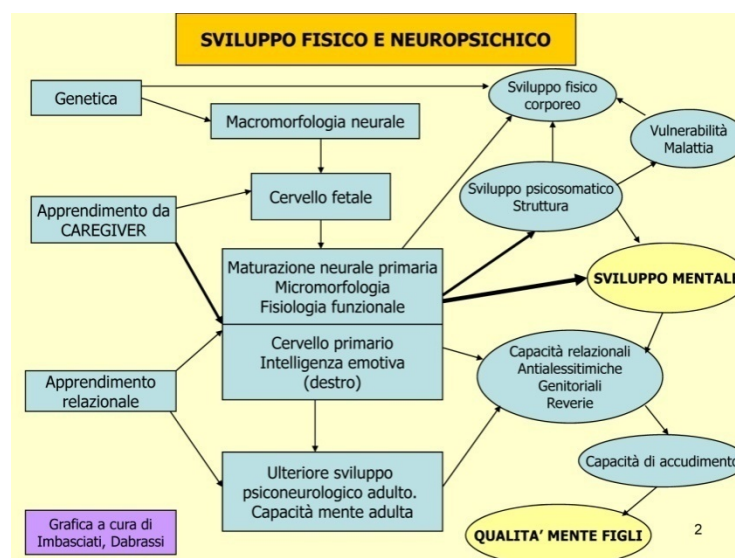 SVILUPPO FISICO E NEUROPSICHICO
Genetica
Sviluppo fisico
corporeo
Macromorfologia neurale
Vulnerabilità
Malattia
Apprendimento da
CAREGIVER
Cervello fetale
Sviluppo psicosomatico
Struttura
Maturazione neurale primaria
Micromorfologia
Fisiologia funzionale
SVILUPPO MENTALE
Cervello primario
Intelligenza emotiva
(destro)
Capacità relazionali
Antialessitimiche
Genitoriali
Reverie
Apprendimento
relazionale
Ulteriore sviluppo
psiconeurologico adulto.
Capacità mente adulta
Capacità di accudimento
Grafica a cura di
Imbasciati, Dabrassi
QUALITA' MENTE FIGLI
2